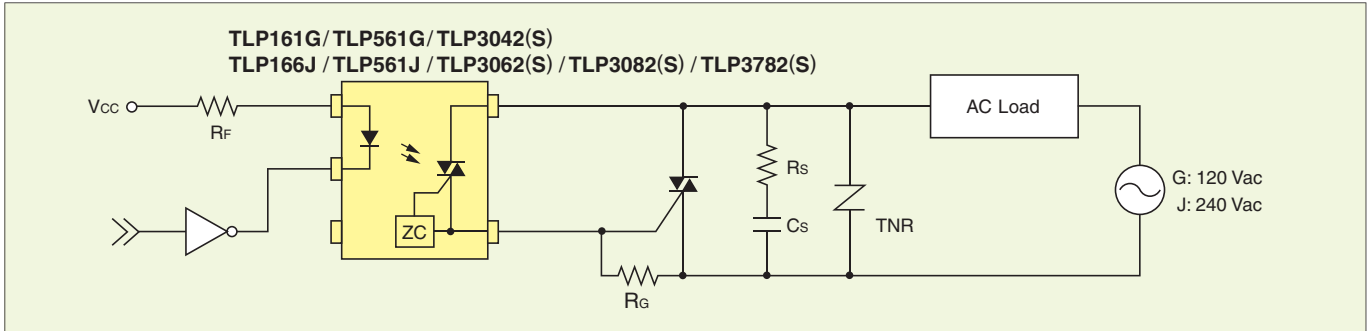 TLP161G/TLP561G/TLP3042(S)
TLP166J/TLP561J/TLP3062(S)/TLP3082(S)/TLP3782(S)
VCC
RF
ZC
RG
RS
CS
TNR
AC Load
G: 120 Vac
J: 240 Vac